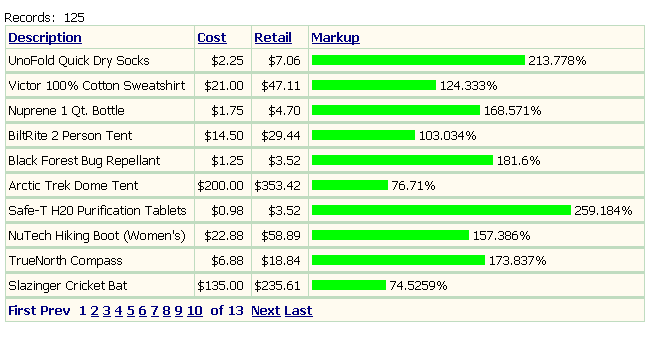 Records: 125
Description Cost Retail Markup
UnoFold Quick Dry Socks $2.25 $7.06 213.778%
Victor 100% Cotton Sweatshirt $21.00 $47.11 124.333%
Nuprene 1 Qt. Bottle $1.75 $4.70 168.571%
BiltRite 2 Person Tent $14.50 $29.44 103.034%
Black Forest Bug Repellant $1.25 $3.52 181.6%
Arctic Trek Dome Tent $200.00 $353.42 76.71%
Safe-T H20 Purification Tablets $0.98 $3.52 259.184%
NuTech Hiking Boot (Women's) $22.88 $58.89 157.386%
TrueNorth Compass $6.88 $18.84 173.837%
Slazinger Cricket Bat $135.00 $235.61 74.5259%
First Prev 1 2 3 4 5 6 7 8 9 10 of 13 Next Last